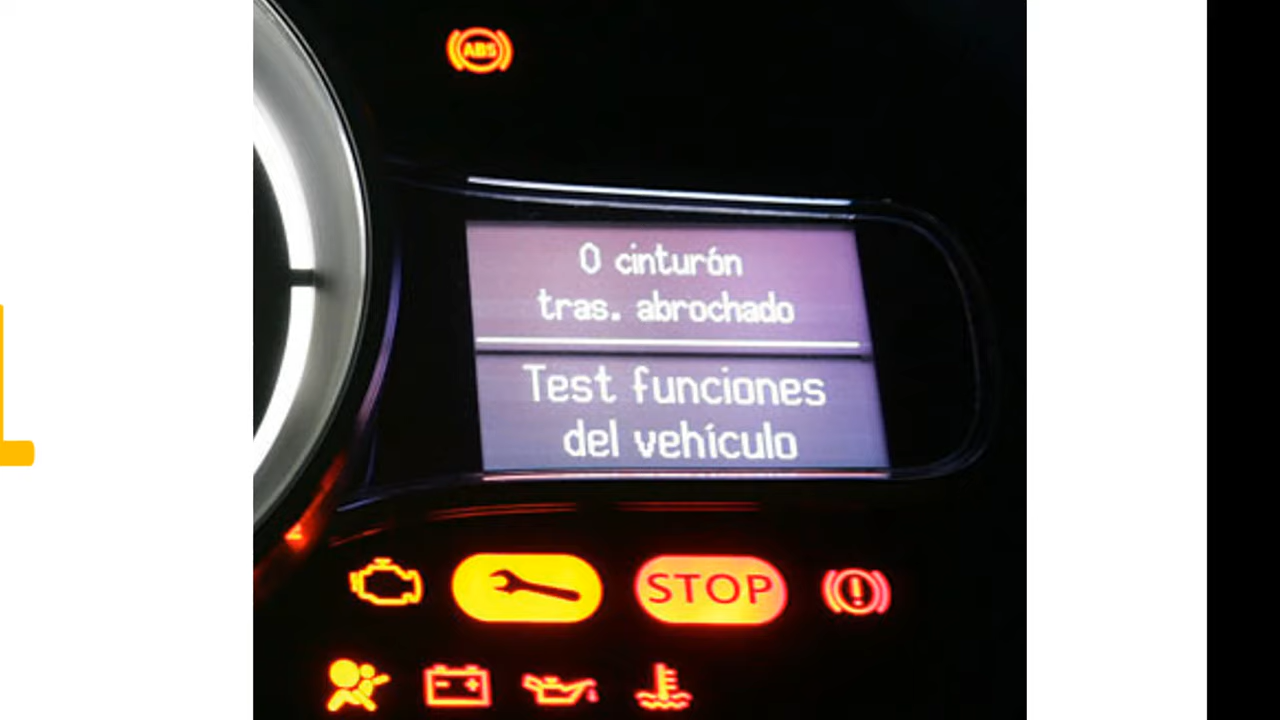 ABS
0 cinturón
tras. abrochado
Test funciones
del vehículo
STOP